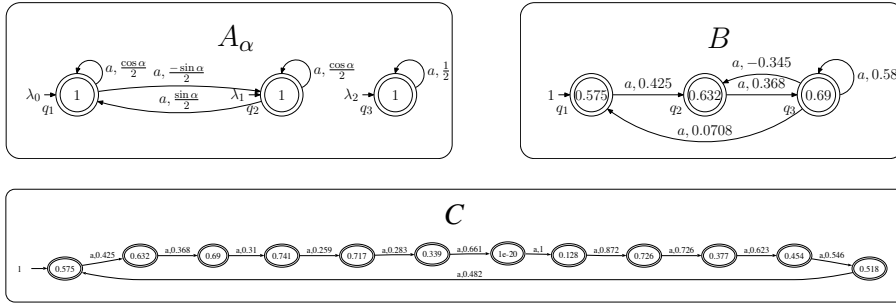 A_α
a, cos α/2
a, −sin α/2
a, cos α/2
λ0
1
λ1
1
λ2
1
a, 1/2
q1
a, sin α/2
q2
q3
B
a, −0.345
a, 0.58
1
0.575
a, 0.425
0.632
a, 0.368
0.69
q1
q2
q3
a, 0.0708
C
1
0.575
a,0.425
0.632
a,0.368
0.69
a,0.31
0.741
a,0.259
0.717
a,0.283
0.339
a,0.661
1e-20
a,1
0.128
a,0.872
0.726
a,0.726
0.377
a,0.623
0.454
a,0.546
0.518
a,0.482